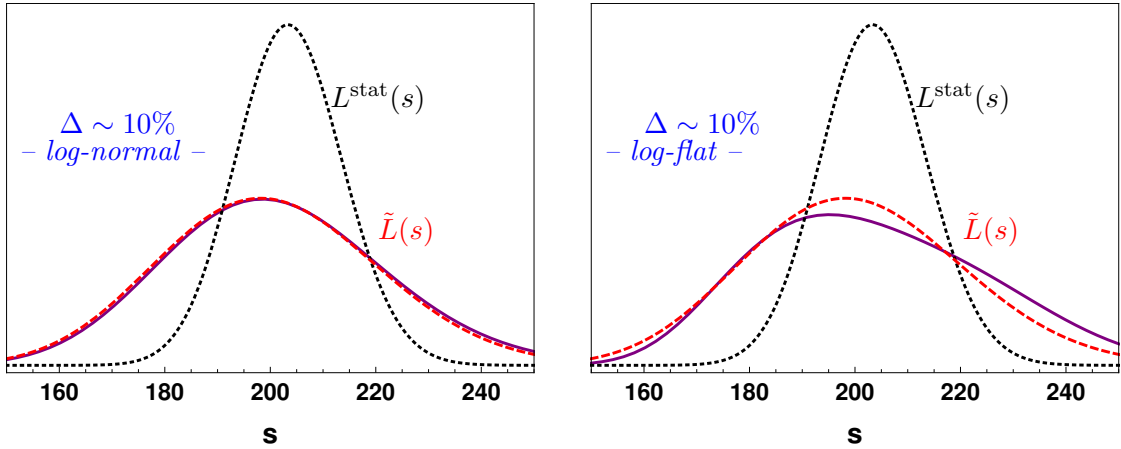 L^stat(s)
Δ ∼ 10%
– log-normal –
L̃(s)
160 180 200 220 240
s
L^stat(s)
Δ ∼ 10%
– log-flat –
L̃(s)
160 180 200 220 240
s